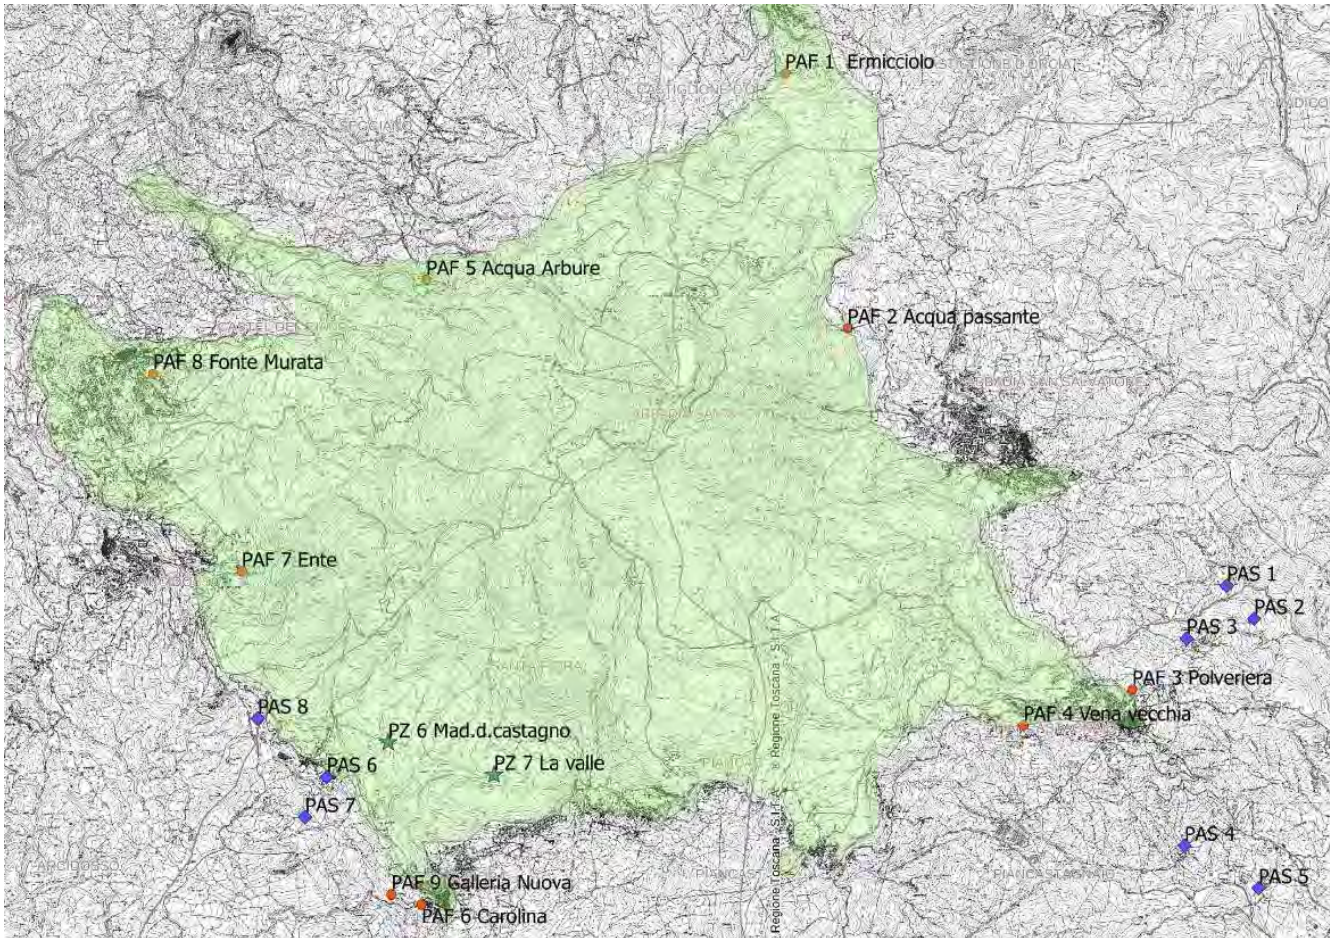 PAF 1 Ermicciolo
PAF 5 Acqua Arbure
PAF 2 Acqua passante
PAF 8 Fonte Murata
PAF 7 Ente
PAS 1
PAS 2
PAS 3
PAF 3 Polveriera
PAF 4 Vena vecchia
SANTA FIORA
PAS 8
PZ 6 Mad.d.castagno
PZ 7 La valle
PAS 6
PAS 7
PAS 4
PAS 5
PAF 9 Galleria Nuova
PAF 6 Carolina
Regione Toscana - S.I.T.A.